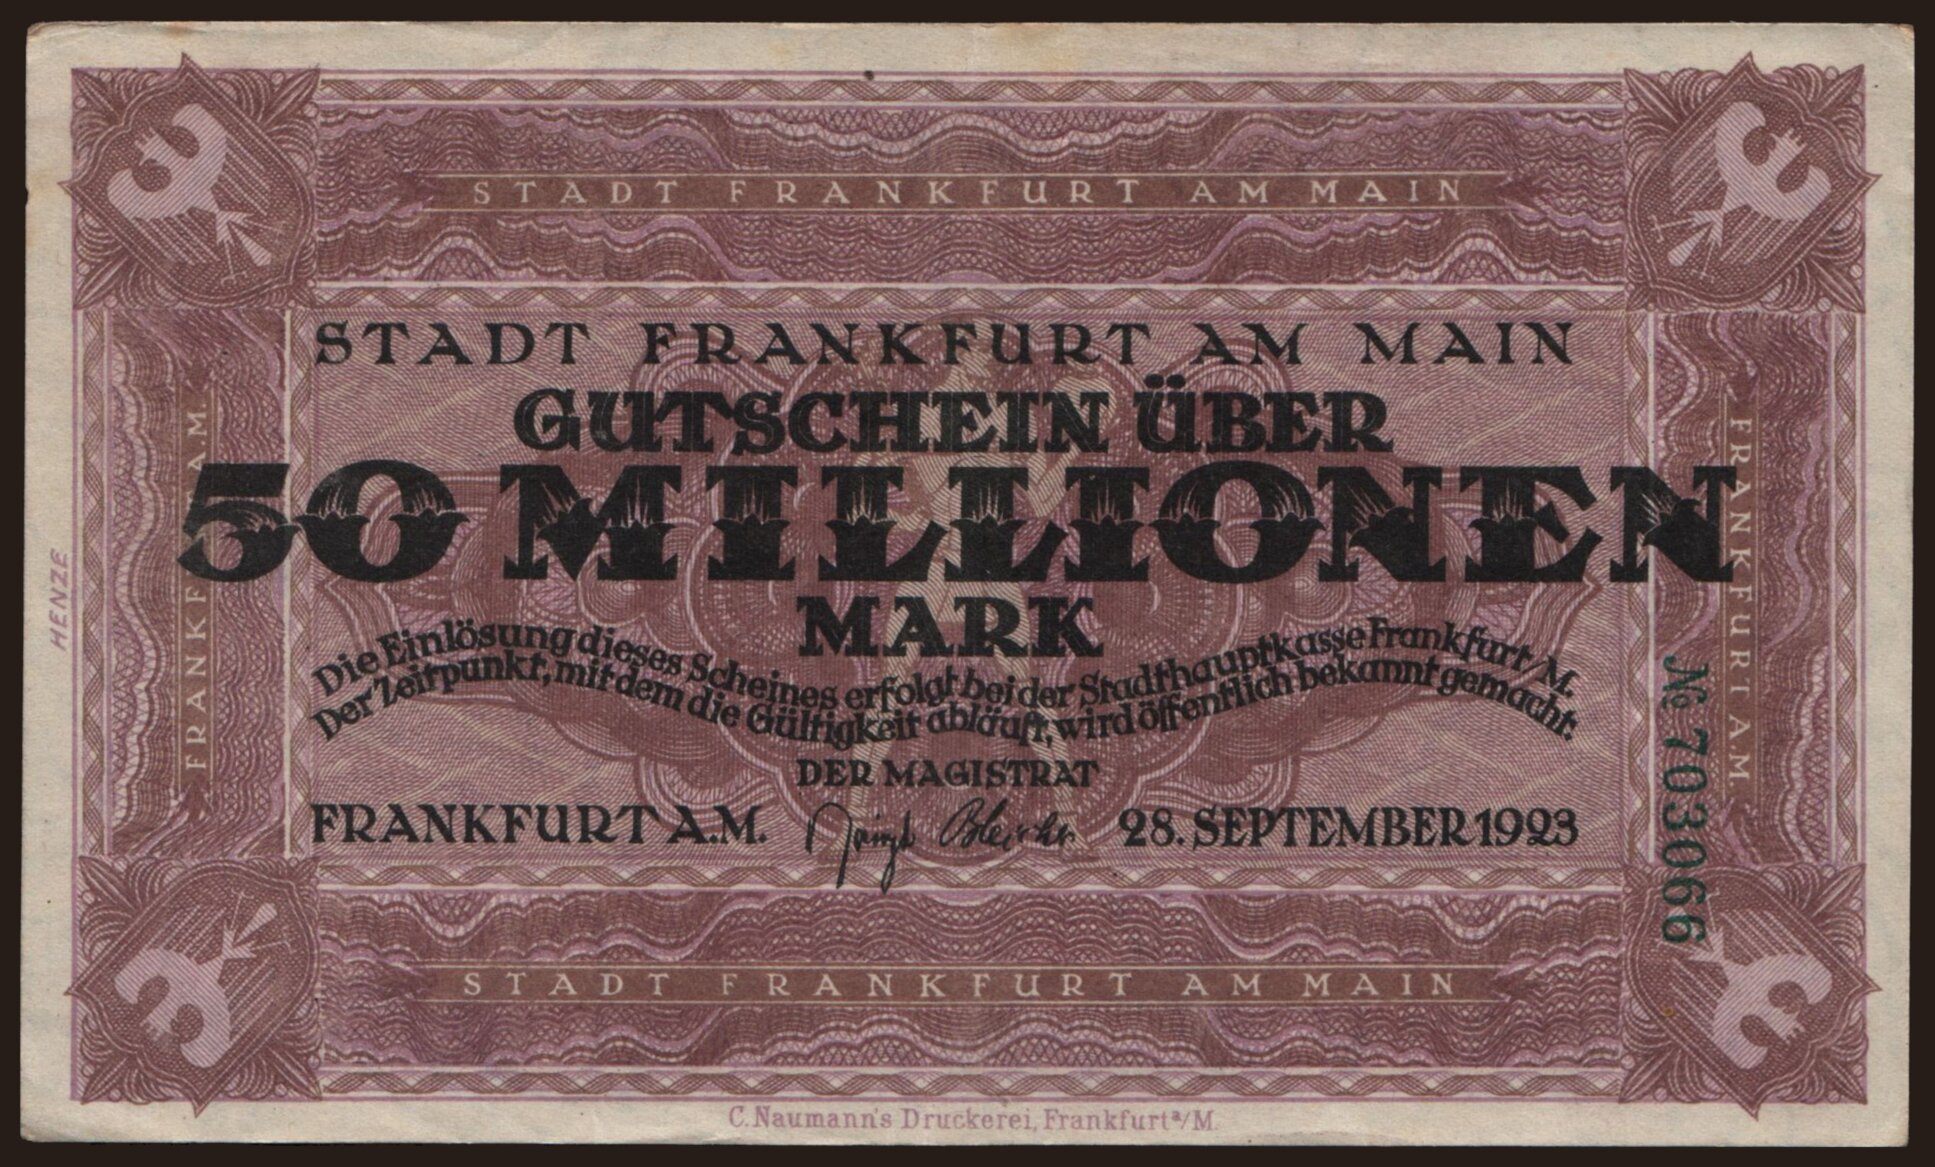 STADT FRANKFURT AM MAIN
STADT FRANKFURT AM MAIN
GUTSCHEIN ÜBER
50 MILLIONEN
MARK
Die Einlösung dieses Scheines erfolgt bei der Stadthauptkasse Frankfurt/M.
Der Zeitpunkt, mit dem die Gültigkeit abläuft, wird öffentlich bekannt gemacht.
DER MAGISTRAT
FRANKFURT A.M.
28. SEPTEMBER 1923
FRANKFURT A.M
FRANKFURT A.M
№ 703066
HENZE
STADT FRANKFURT AM MAIN
C. Naumann's Druckerei, Frankfurt a/M.